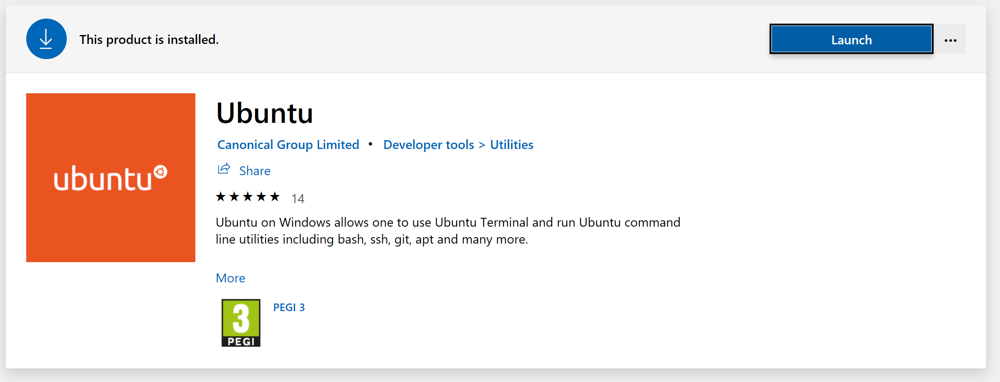 This product is installed.
Launch
ubuntu
Ubuntu
Canonical Group Limited • Developer tools > Utilities
Share
14
Ubuntu on Windows allows one to use Ubuntu Terminal and run Ubuntu command
line utilities including bash, ssh, git, apt and many more.
More
3
PEGI
PEGI 3